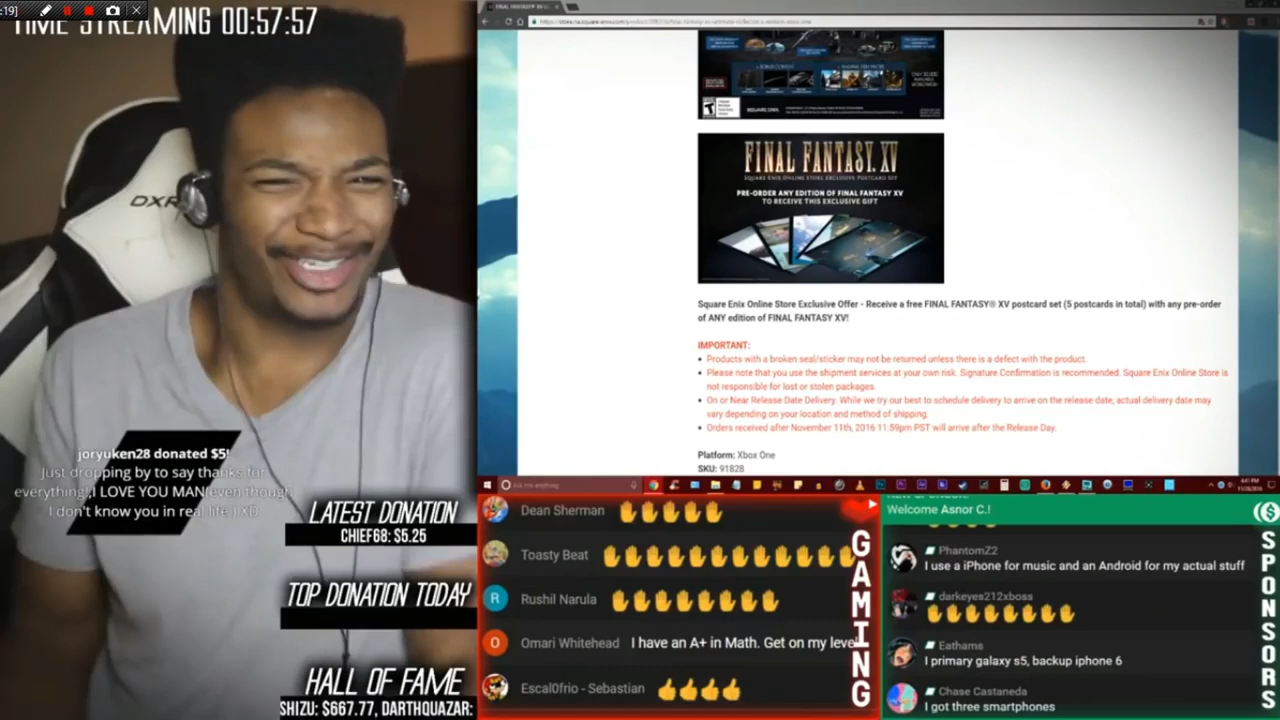 :19]
TIME STREAMING 00:57:57
DXR
joryuken28 donated $5!
Just dropping by to say thanks for
everything! I LOVE YOU MAN even though
I don't know you in real life :) XD
LATEST DONATION
CHIEF68: $5.25
TOP DONATION TODAY
HALL OF FAME
SHIZU: $667.77, DARTHQUAZAR:
SQUARE ENIX
FINAL FANTASY XV
SQUARE ENIX ONLINE STORE EXCLUSIVE POSTCARD SET
PRE-ORDER ANY EDITION OF FINAL FANTASY XV
TO RECEIVE THIS EXCLUSIVE GIFT
Square Enix Online Store Exclusive Offer - Receive a free FINAL FANTASY® XV postcard set (5 postcards in total) with any pre-order
of ANY edition of FINAL FANTASY XV!
IMPORTANT:
• Products with a broken seal/sticker may not be returned unless there is a defect with the product.
• Please note that you use the shipment services at your own risk. Signature Confirmation is recommended. Square Enix Online Store is
not responsible for lost or stolen packages.
• On or Near Release Date Delivery. While we try our best to schedule delivery to arrive on the release date, actual delivery date may
vary depending on your location and method of shipping.
• Orders received after November 11th, 2016 11:59pm PST will arrive after the Release Day.
Platform: Xbox One
SKU: 91828
Ask me anything
Dean Sherman ✋✋✋✋✋
Toasty Beat ✋✋✋✋✋✋✋✋✋✋✋✋
Rushil Narula ✋✋✋✋✋✋✋✋
R
O
Omari Whitehead I have an A+ in Math. Get on my leve
Escal0frio - Sebastian 👍👍👍👍
GAMING
Welcome Asnor C.!
PhantomZ2
I use a iPhone for music and an Android for my actual stuff
darkeyes212xboss
✋✋✋✋✋✋✋✋
Eathams
I primary galaxy s5, backup iphone 6
Chase Castaneda
I got three smartphones
SPONSORS